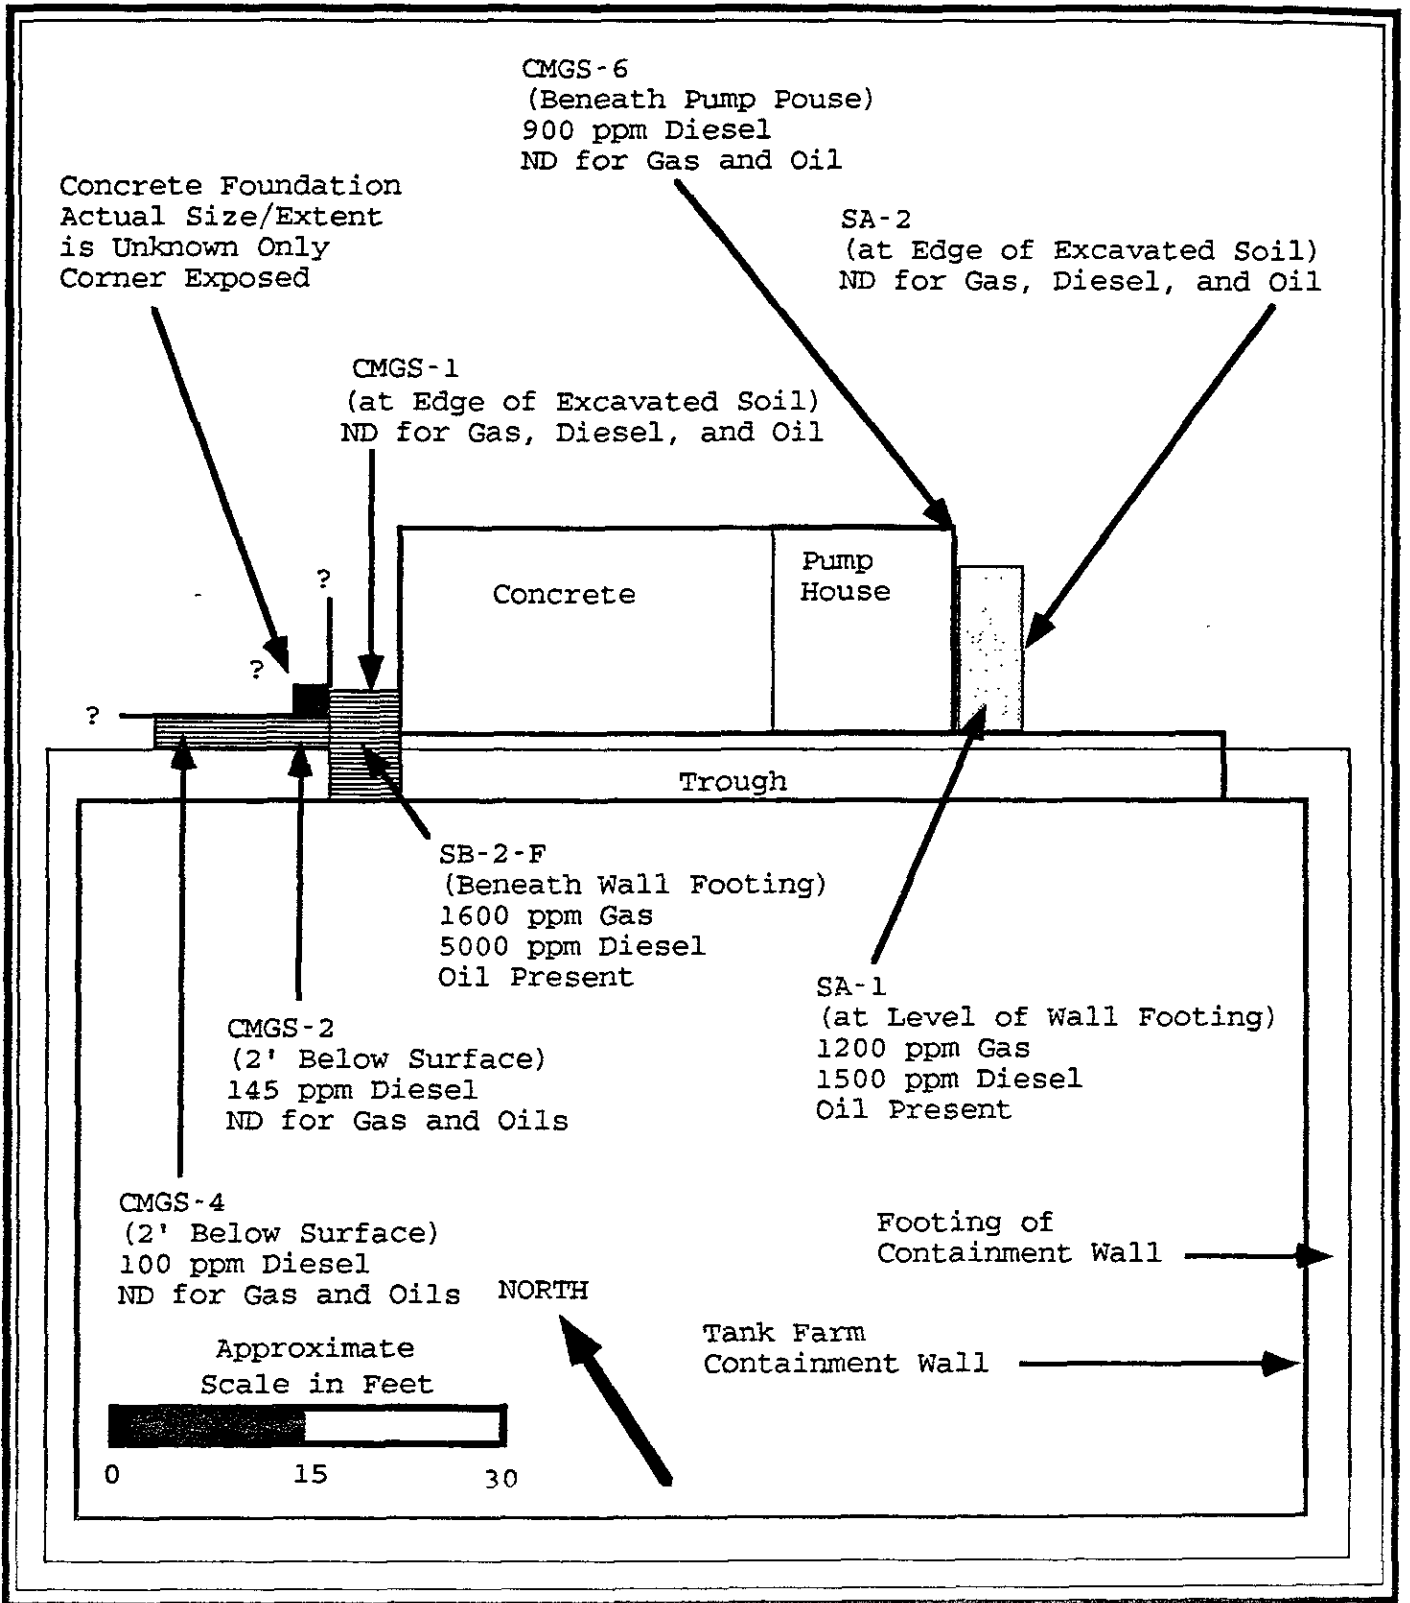 CMGS-6
(Beneath Pump Pouse)
900 ppm Diesel
ND for Gas and Oil
Concrete Foundation
Actual Size/Extent
is Unknown Only
Corner Exposed
SA-2
(at Edge of Excavated Soil)
ND for Gas, Diesel, and Oil
CMGS-1
(at Edge of Excavated Soil)
ND for Gas, Diesel, and Oil
Pump
House
Concrete
?
?
?
Trough
SB-2-F
(Beneath Wall Footing)
1600 ppm Gas
5000 ppm Diesel
Oil Present
SA-1
(at Level of Wall Footing)
1200 ppm Gas
1500 ppm Diesel
Oil Present
CMGS-2
(2' Below Surface)
145 ppm Diesel
ND for Gas and Oils
CMGS-4
(2' Below Surface)
100 ppm Diesel
ND for Gas and Oils
NORTH
Footing of
Containment Wall
Tank Farm
Containment Wall
Approximate
Scale in Feet
0 15 30